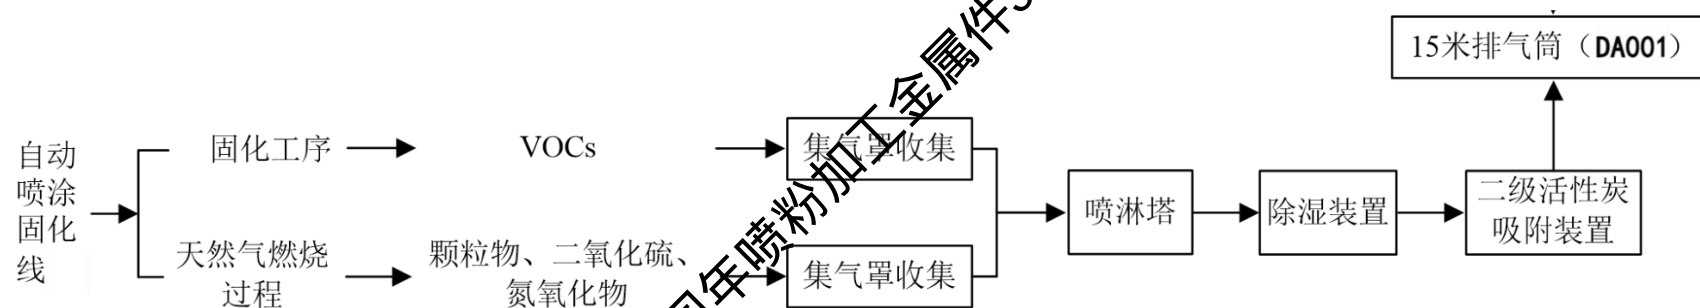 15米排气筒（DA001）
自动
喷涂
固化
线
固化工序
VOCs
集气罩收集
天然气燃烧
过程
颗粒物、二氧化硫、
氮氧化物
集气罩收集
喷淋塔
除湿装置
二级活性炭
吸附装置
年喷粉加工金属件